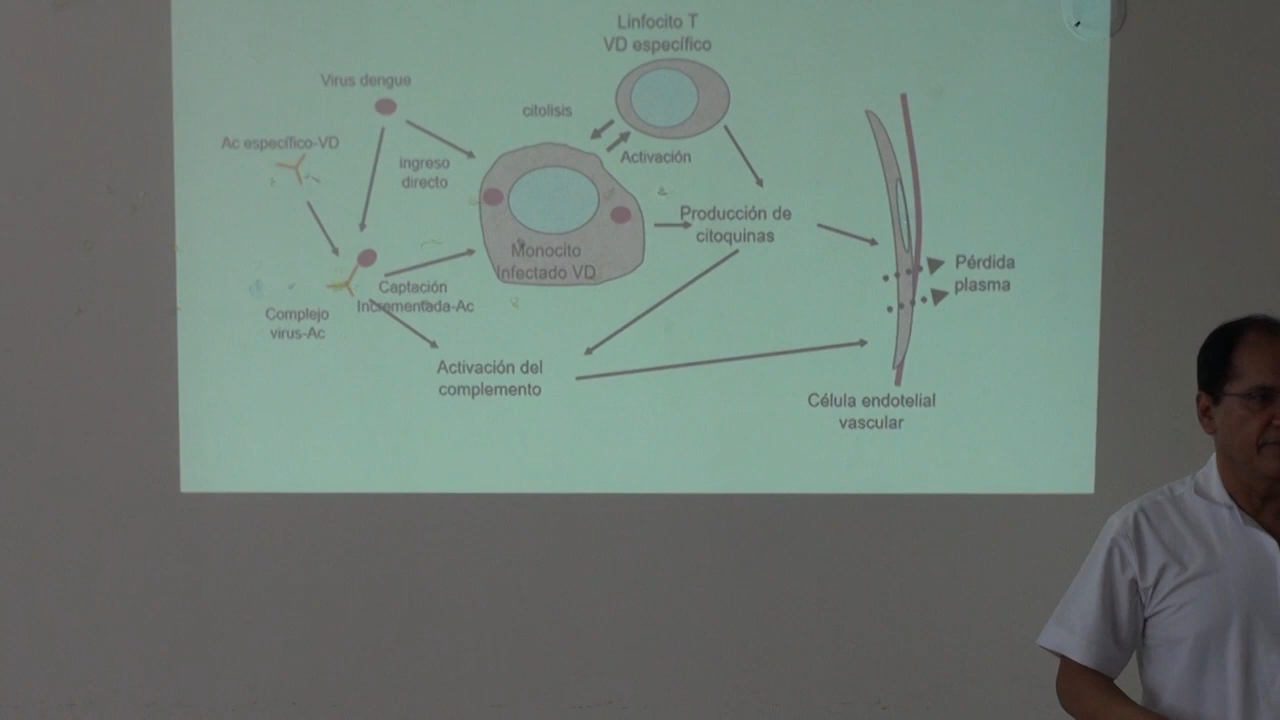 Linfocito T
VD específico
Virus dengue
citolisis
Ac específico-VD
Activación
ingreso
directo
Producción de
citoquinas
Monocito
Infectado VD
Pérdida
plasma
Captación
Incrementada-Ac
Complejo
virus-Ac
Activación del
complemento
Célula endotelial
vascular